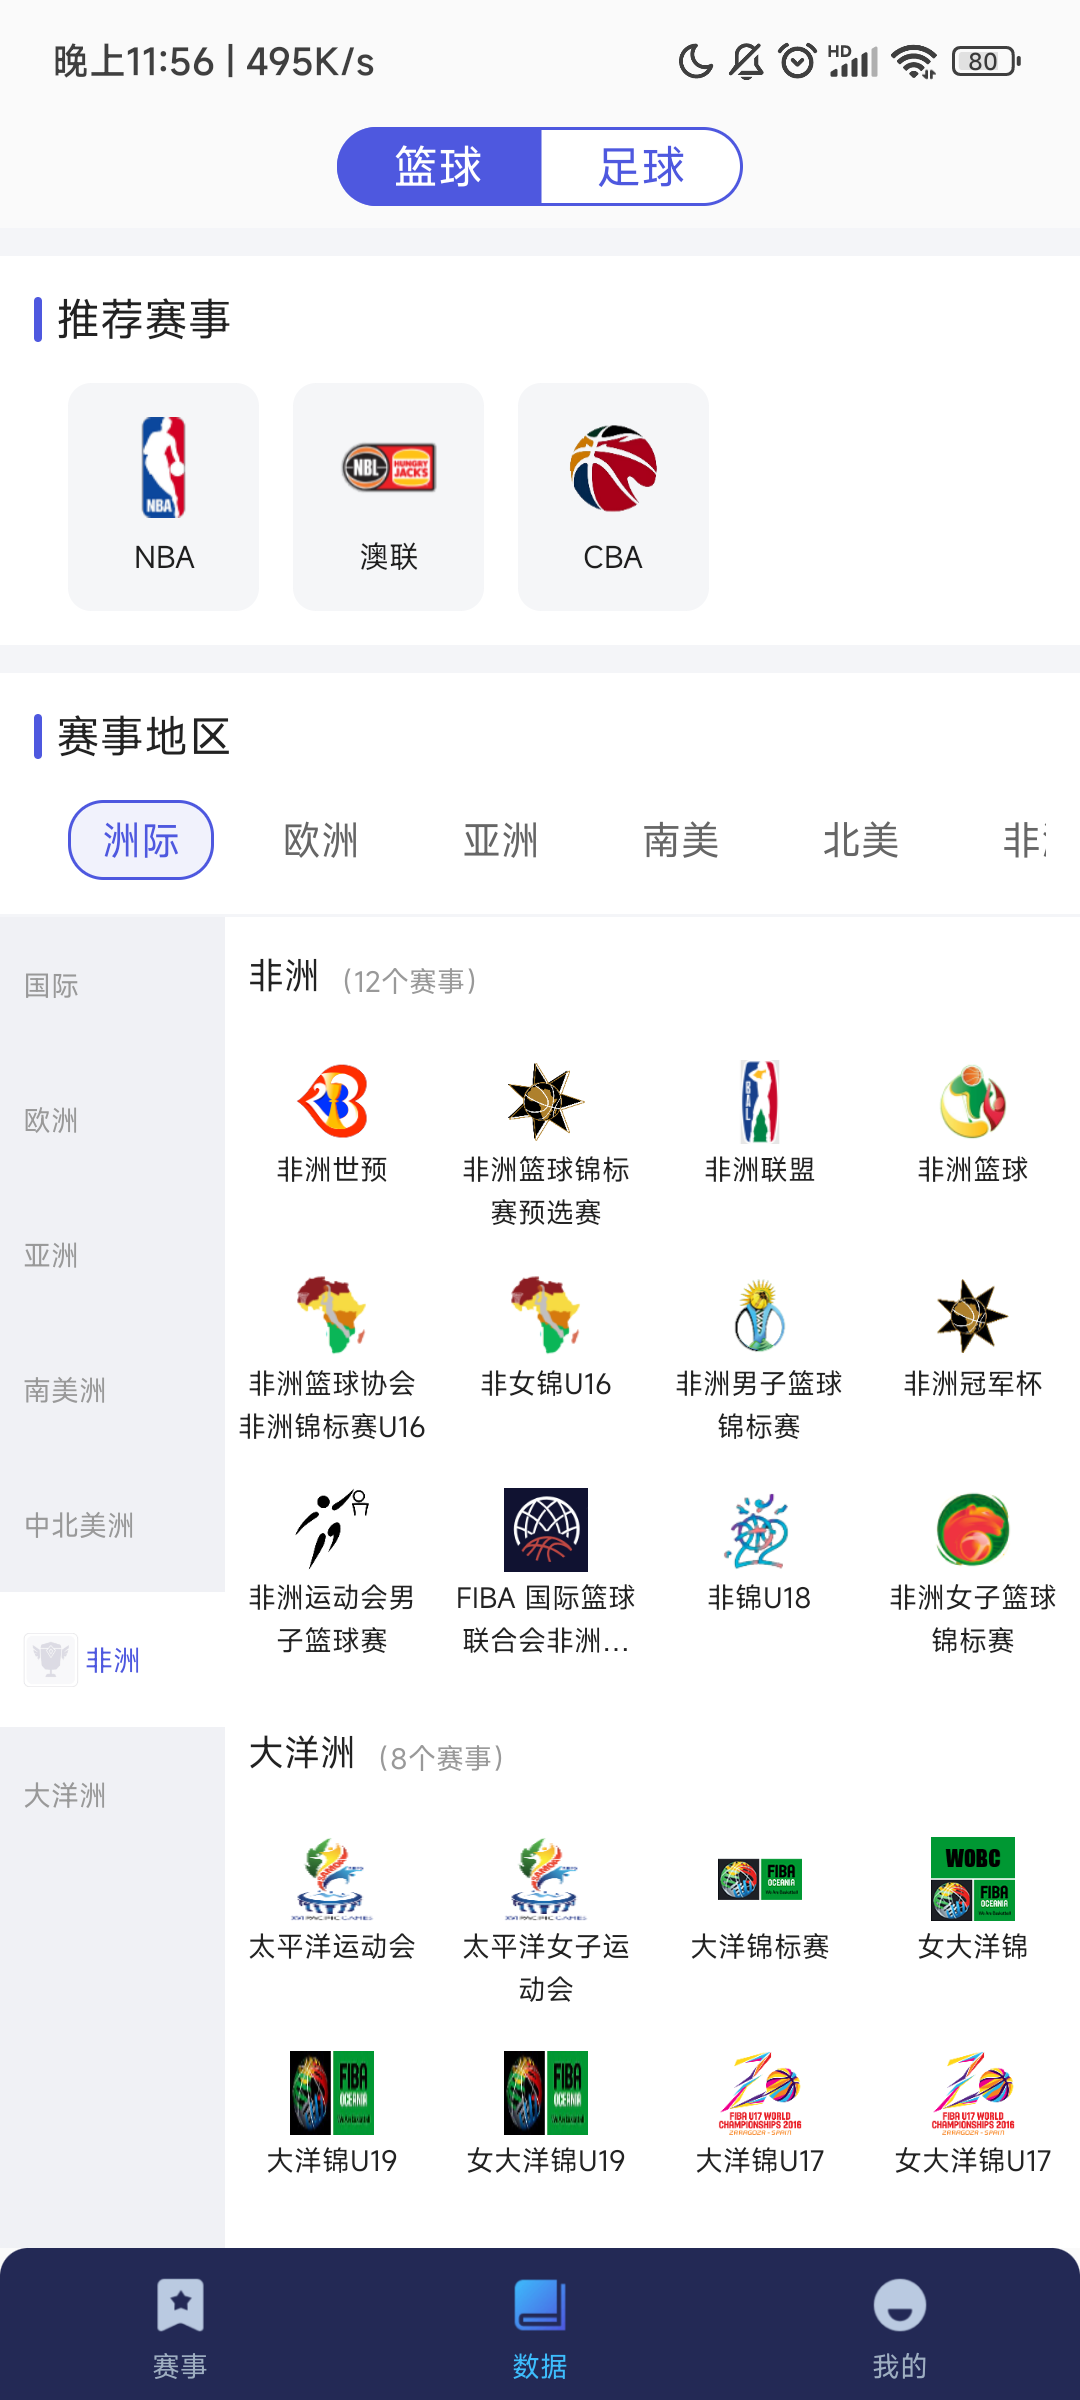 晚上11:56 | 495K/s
HD
80
篮球
足球
推荐赛事
NBA
NBL
HUNGRY
JACK'S
NBA
澳联
CBA
赛事地区
洲际
欧洲
亚洲
南美
北美
国际
欧洲
亚洲
南美洲
中北美洲
非洲
大洋洲
非洲 (12个赛事)
BAL
非洲世预
非洲篮球锦标
赛预选赛
非洲联盟
非洲篮球
非洲篮球协会
非洲锦标赛U16
非女锦U16
非洲男子篮球
锦标赛
非洲冠军杯
非洲运动会男
子篮球赛
FIBA 国际篮球
联合会非洲...
非锦U18
非洲女子篮球
锦标赛
大洋洲 (8个赛事)
FIBA
OCEANIA
WOBC
FIBA
OCEANIA
太平洋运动会
太平洋女子运
动会
大洋锦标赛
女大洋锦
FIBA
OCEANIA
FIBA
OCEANIA
FIBA U17 WORLD
CHAMPIONSHIPS 2016
ZARAGOZA - SPAIN
FIBA U17 WORLD
CHAMPIONSHIPS 2016
ZARAGOZA - SPAIN
大洋锦U19
女大洋锦U19
大洋锦U17
女大洋锦U17
赛事
数据
我的